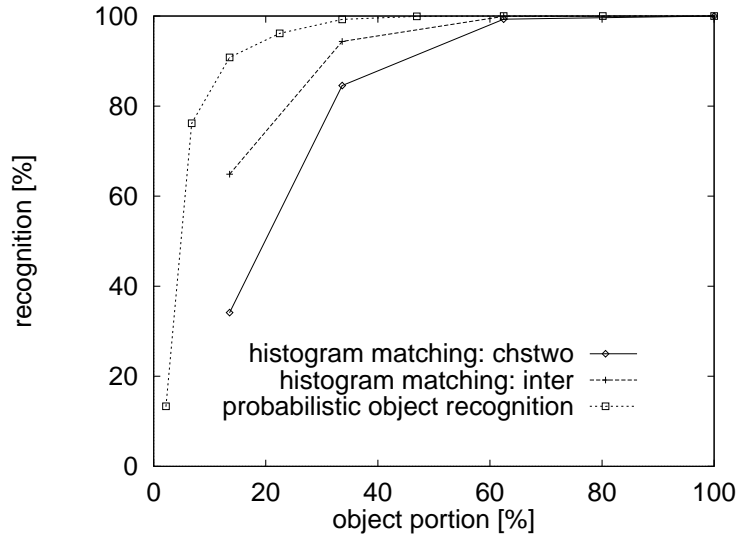 100
80
60
40
20
0
recognition [%]
histogram matching: chstwo
histogram matching: inter
probabilistic object recognition
0 20 40 60 80 100
object portion [%]